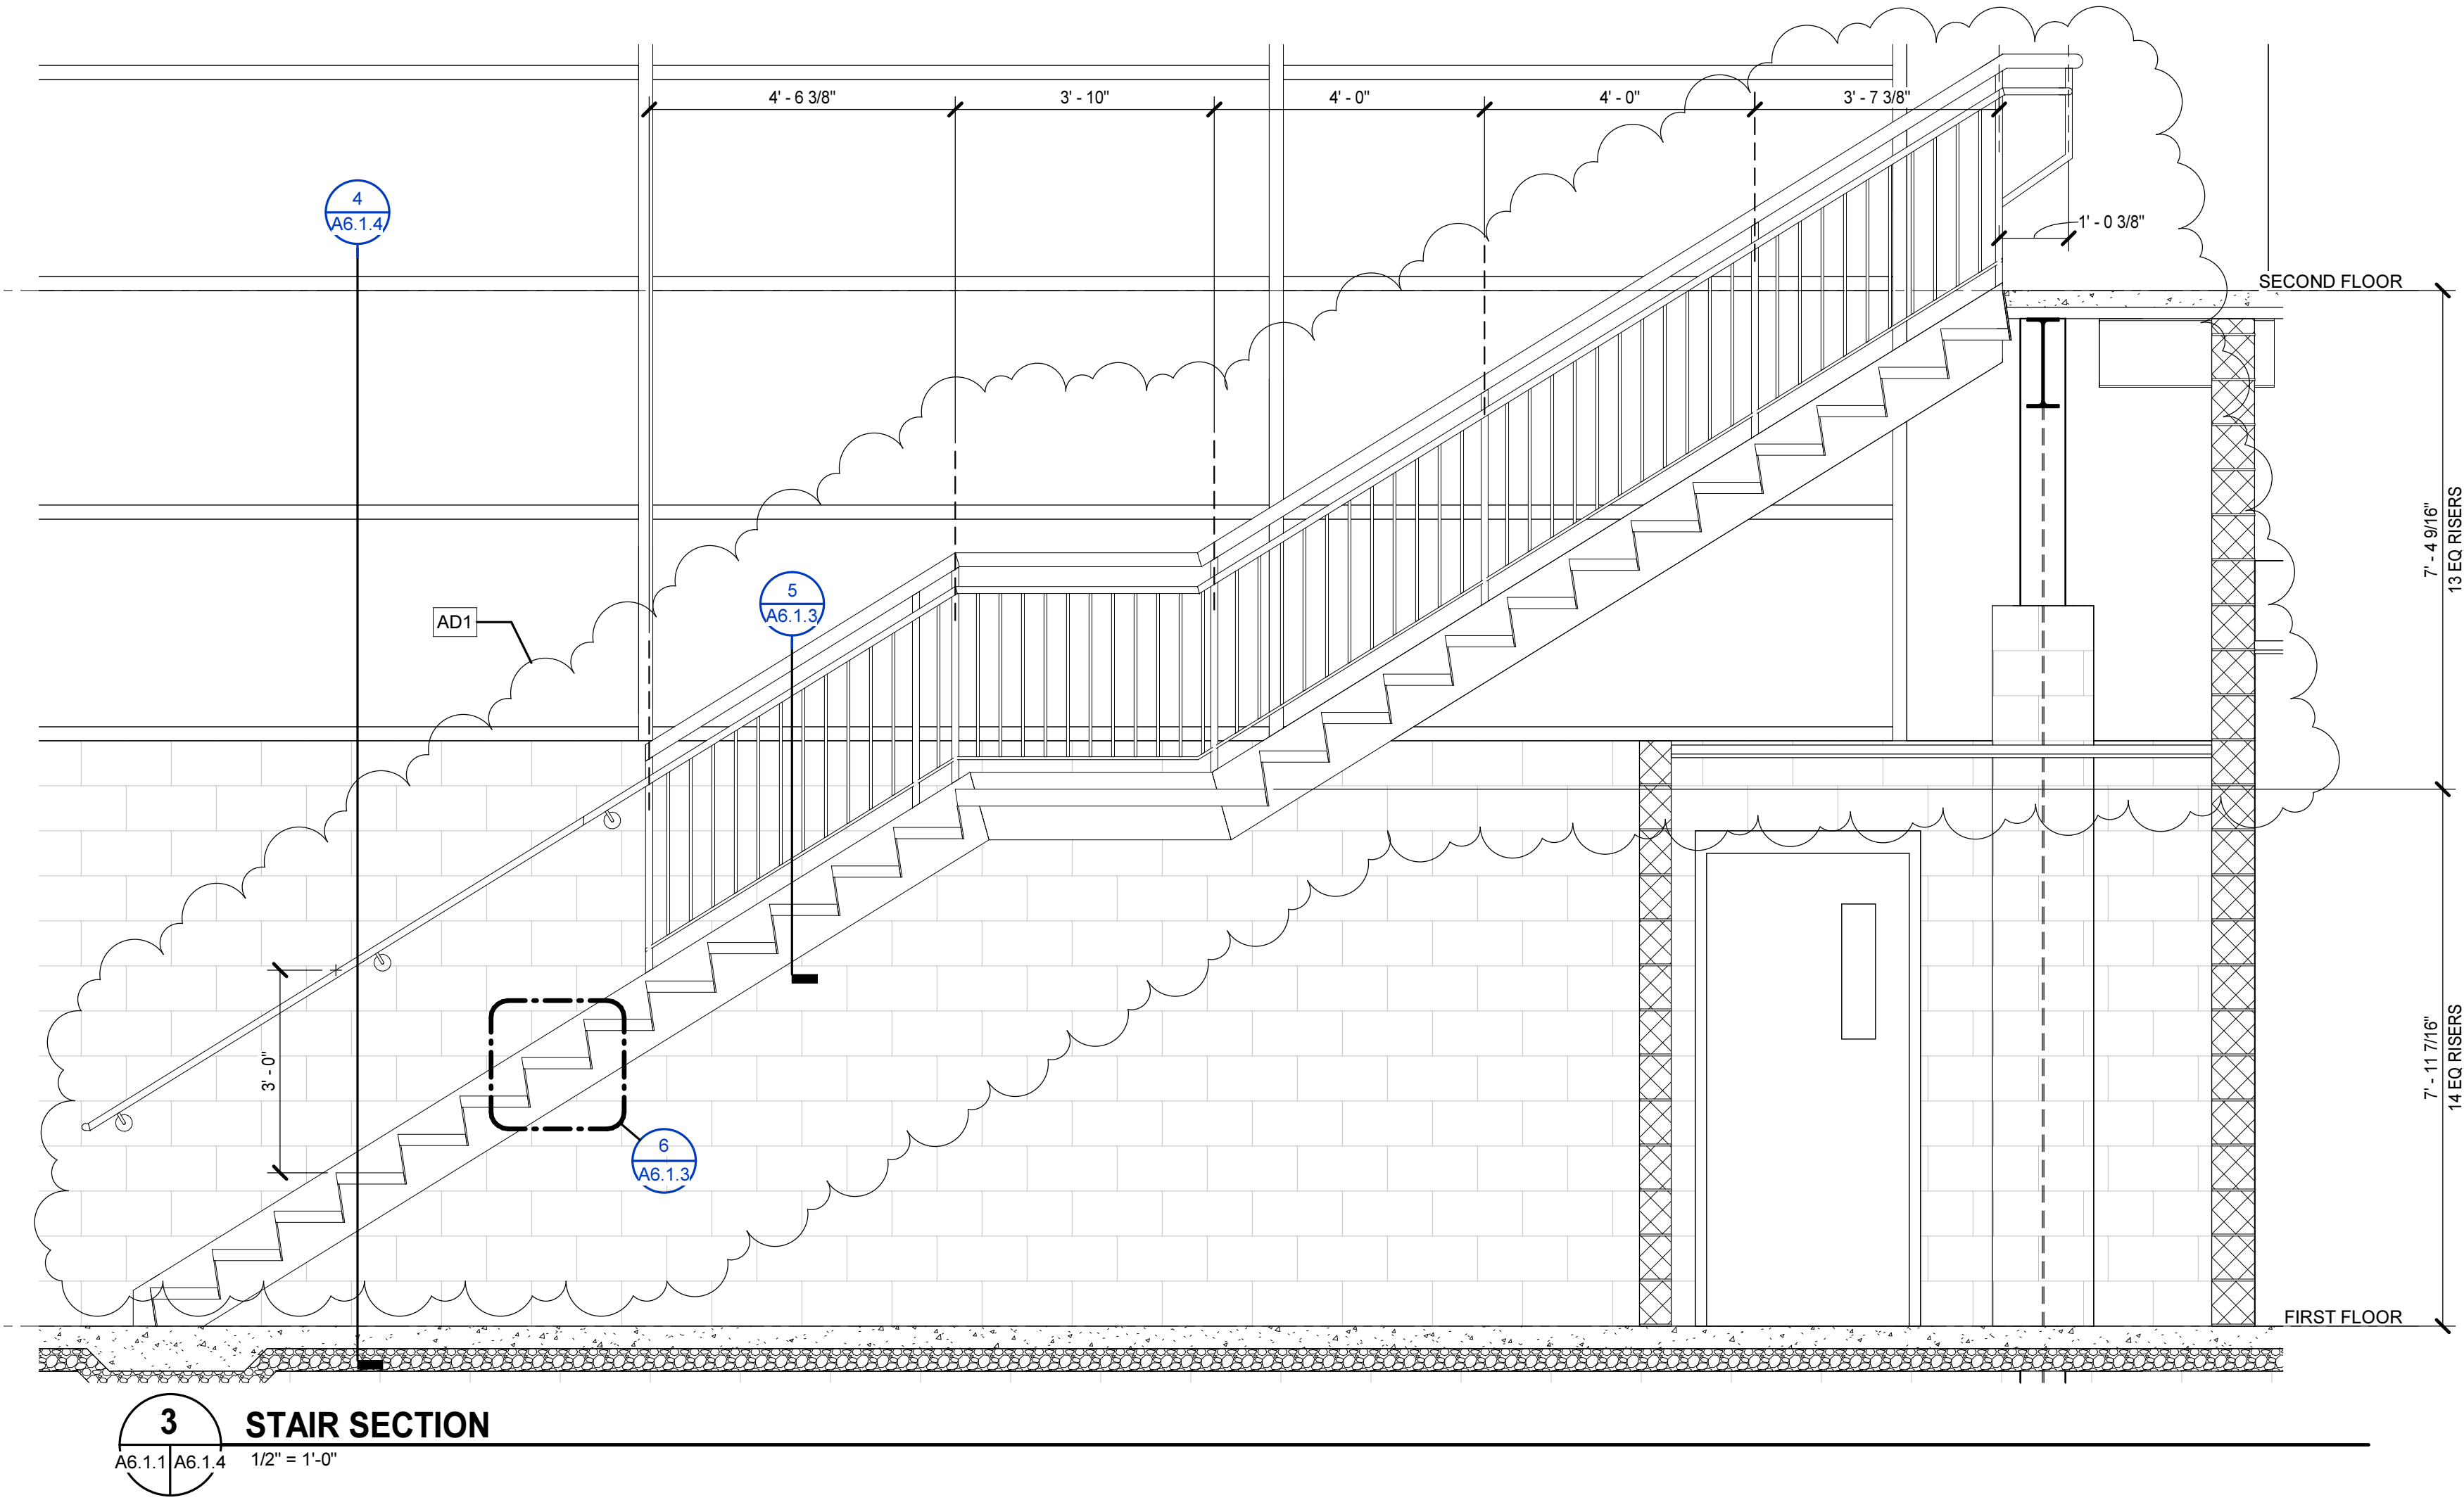 4' - 6 3/8"
3' - 10"
4' - 0"
4' - 0"
3' - 7 3/8"
4
A6.1.4
1' - 0 3/8"
SECOND FLOOR
7' - 4 9/16"
13 EQ RISERS
5
A6.1.3
AD1
3' - 0"
6
A6.1.3
7' - 11 7/16"
14 EQ RISERS
FIRST FLOOR
3
A6.1.1
A6.1.4
STAIR SECTION
1/2" = 1'-0"